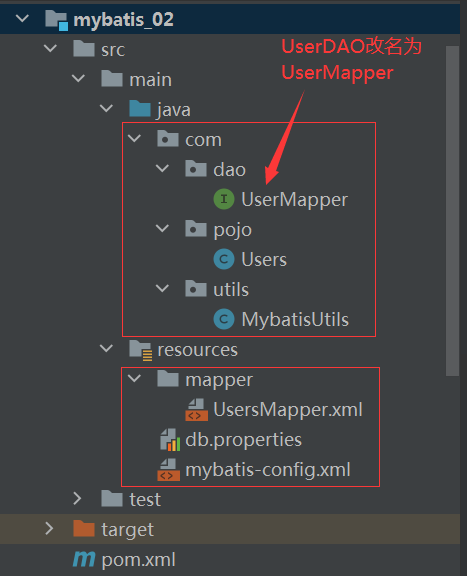 mybatis_02
src
UserDAO改名为
UserMapper
main
java
com
dao
UserMapper
pojo
Users
utils
MybatisUtils
resources
mapper
UsersMapper.xml
db.properties
mybatis-config.xml
test
target
pom.xml